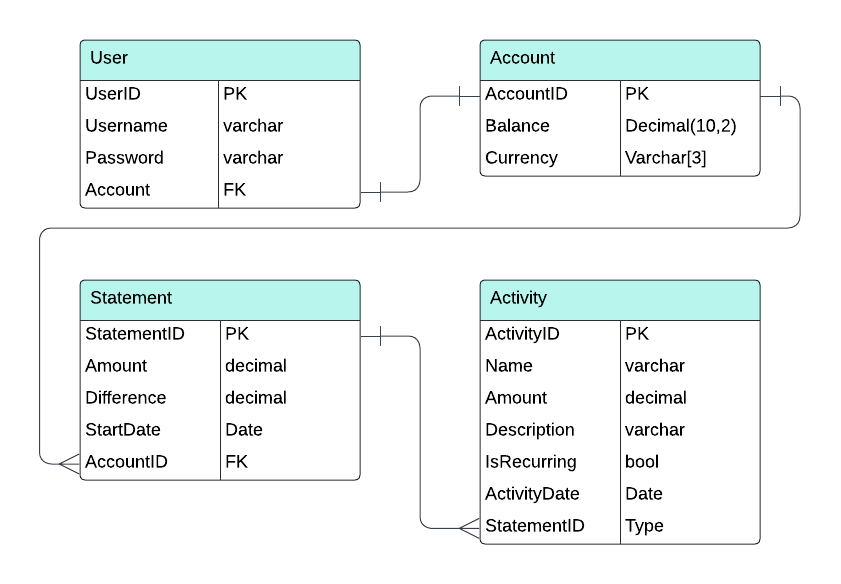 User
UserID PK
Username varchar
Password varchar
Account FK
Account
AccountID PK
Balance Decimal(10,2)
Currency Varchar[3]
Statement
StatementID PK
Amount decimal
Difference decimal
StartDate Date
AccountID FK
Activity
ActivityID PK
Name varchar
Amount decimal
Description varchar
IsRecurring bool
ActivityDate Date
StatementID Type